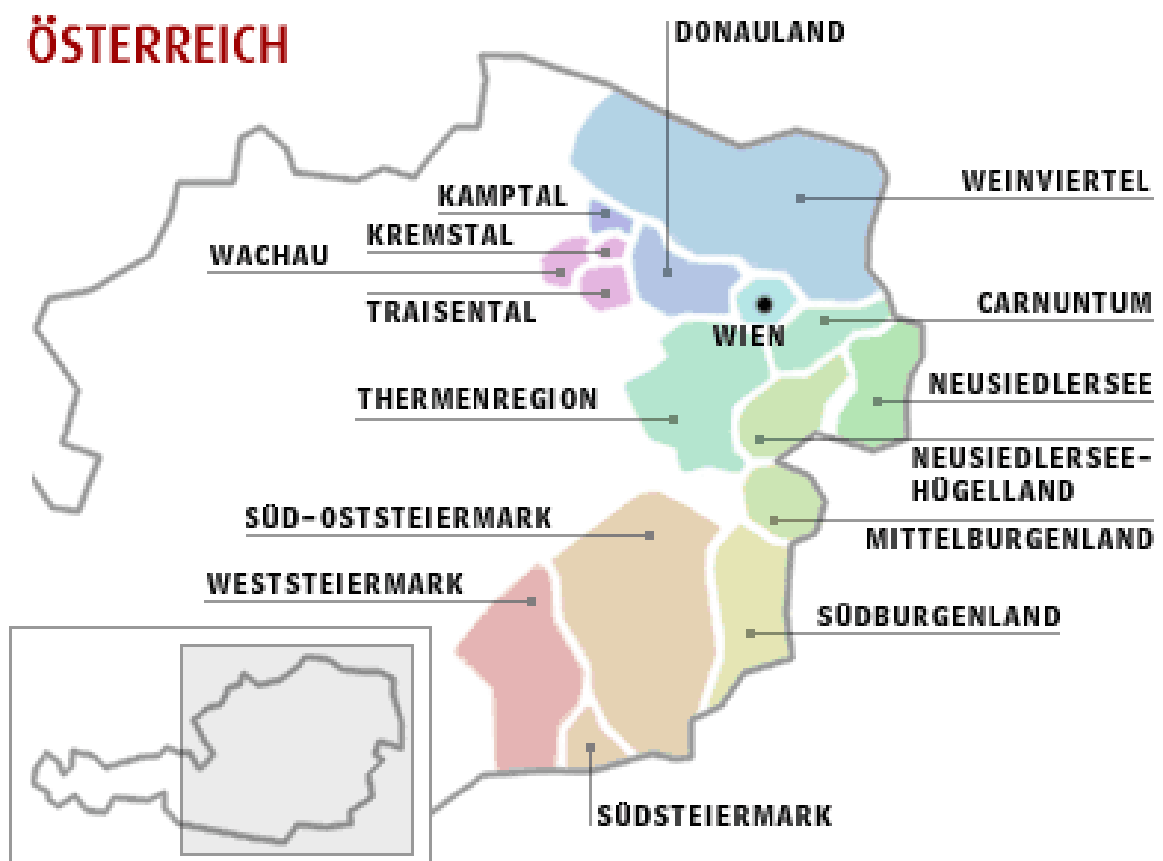 ÖSTERREICH
DONAULAND
WEINVIERTEL
KAMPTAL
KREMSTAL
WACHAU
TRAISENTAL
CARNUNTUM
WIEN
NEUSIEDLERSEE
THERMENREGION
NEUSIEDLERSEE-
HÜGELLAND
SÜD-OSTSTEIERMARK
MITTELBURGENLAND
WESTSTEIERMARK
SÜDBURGENLAND
SÜDSTEIERMARK